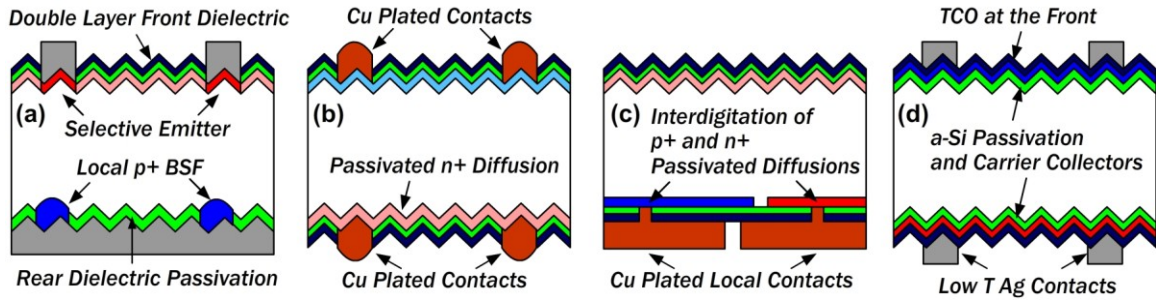 Double Layer Front Dielectric
(a)
Selective Emitter
Local p+ BSF
Rear Dielectric Passivation
Cu Plated Contacts
(b)
Passivated n+ Diffusion
Cu Plated Contacts
(c)
Interdigitation of
p+ and n+
Passivated Diffusions
Cu Plated Local Contacts
TCO at the Front
(d)
a-Si Passivation
and Carrier Collectors
Low T Ag Contacts